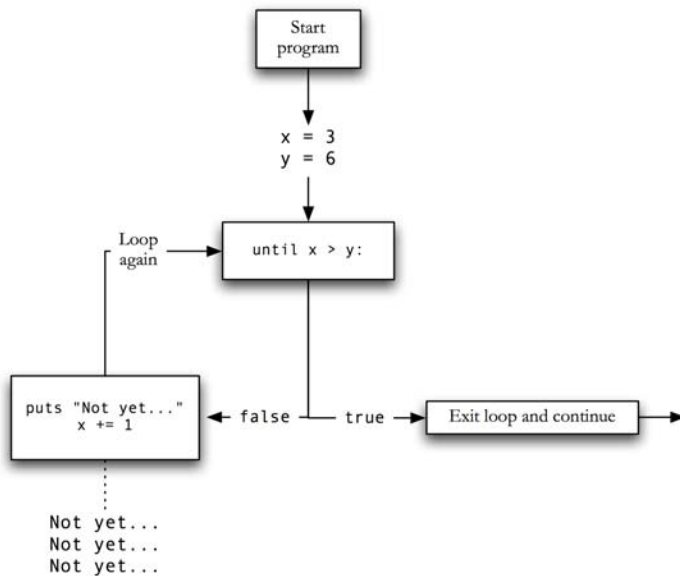 Start
program
x = 3
y = 6
Loop
again
until x > y:
puts "Not yet..."
x += 1
false
true
Exit loop and continue
Not yet...
Not yet...
Not yet...